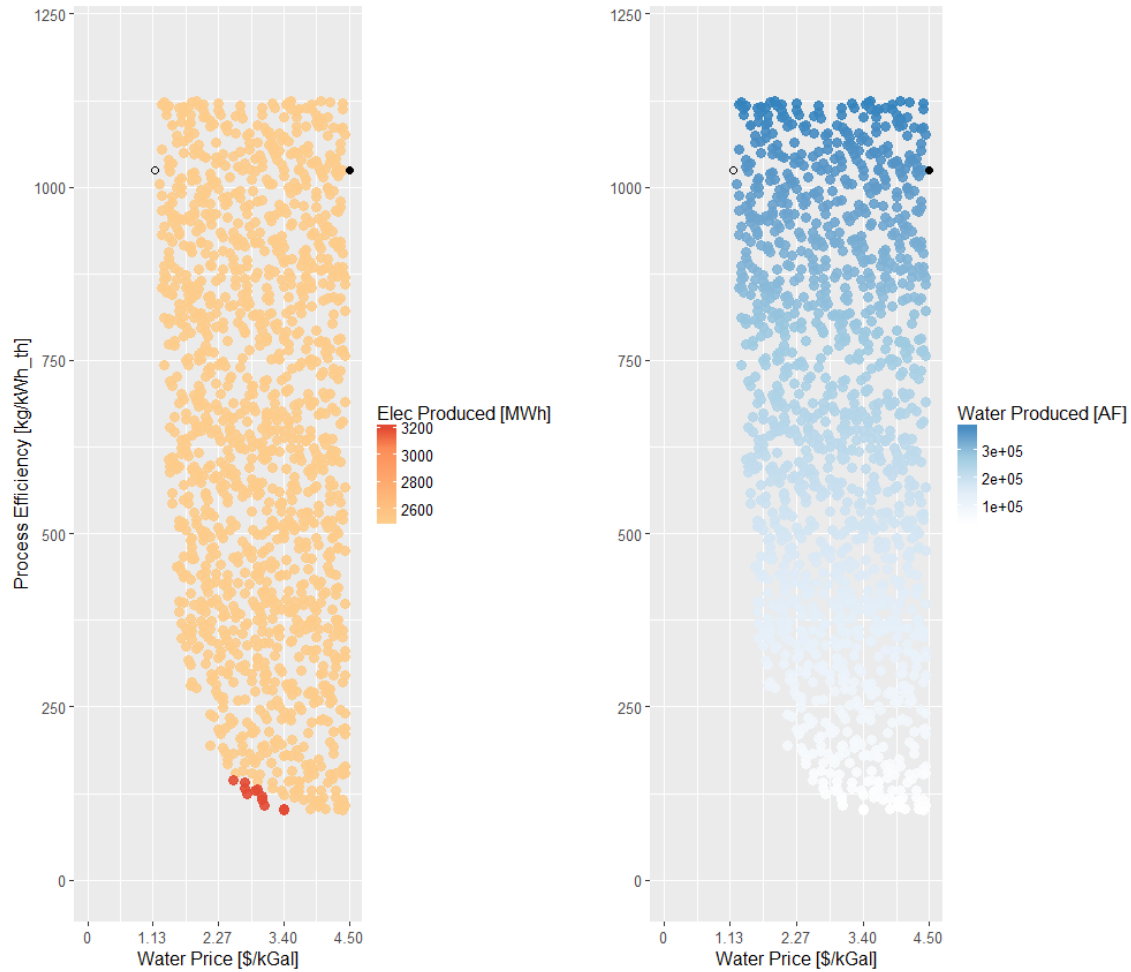 1250
1000
750
500
250
0
Process Efficiency [kg/kWh_th]
0 1.13 2.27 3.40 4.50
Water Price [$/kGal]
Elec Produced [MWh]
3200
3000
2800
2600
1250
1000
750
500
250
0
0 1.13 2.27 3.40 4.50
Water Price [$/kGal]
Water Produced [AF]
3e+05
2e+05
1e+05